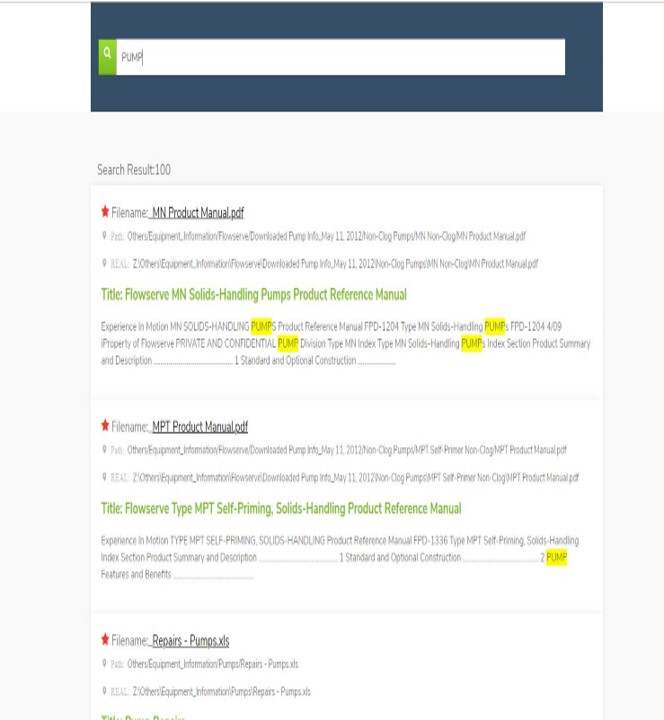 PUMP
Search Result:100
Filename: MN Product Manual.pdf
Path: Others/Equipment_Information/Flowserve/Downloaded Pump Info_May 11, 2012/Non-Clog Pumps/MN Non-Clog/MN Product Manual.pdf
REAL: Z:\Others\Equipment_Information\Flowserve\Downloaded Pump Info_May 11, 2012\Non-Clog Pumps\MN Non-Clog\MN Product Manual.pdf
Title: Flowserve MN Solids-Handling Pumps Product Reference Manual
Experience In Motion MN SOLIDS-HANDLING PUMPS Product Reference Manual FPD-1204 Type MN Solids-Handling PUMPs FPD-1204 4/09
iProperty of Flowserve PRIVATE AND CONFIDENTIAL PUMP Division Type MN Index Type MN Solids-Handling PUMPs Index Section Product Summary
and Description .................................. 1 Standard and Optional Construction ................
Filename: MPT Product Manual.pdf
Path: Others/Equipment_Information/Flowserve/Downloaded Pump Info_May 11, 2012/Non-Clog Pumps/MPT Self-Primer Non-Clog/MPT Product Manual.pdf
REAL: Z:\Others\Equipment_Information\Flowserve\Downloaded Pump Info_May 11, 2012\Non-Clog Pumps\MPT Self-Primer Non-Clog\MPT Product Manual.pdf
Title: Flowserve Type MPT Self-Priming, Solids-Handling Product Reference Manual
Experience In Motion TYPE MPT SELF-PRIMING, SOLIDS-HANDLING Product Reference Manual FPD-1336 Type MPT Self-Priming, Solids-Handling
Index Section Product Summary and Description .................................. 1 Standard and Optional Construction .................................. 2 PUMP
Features and Benefits ..................................
Filename: Repairs - Pumps.xls
Path: Others/Equipment_Information/Pumps/Repairs - Pumps.xls
REAL: Z:\Others\Equipment_Information\Pumps\Repairs - Pumps.xls
Title: Pump Repairs